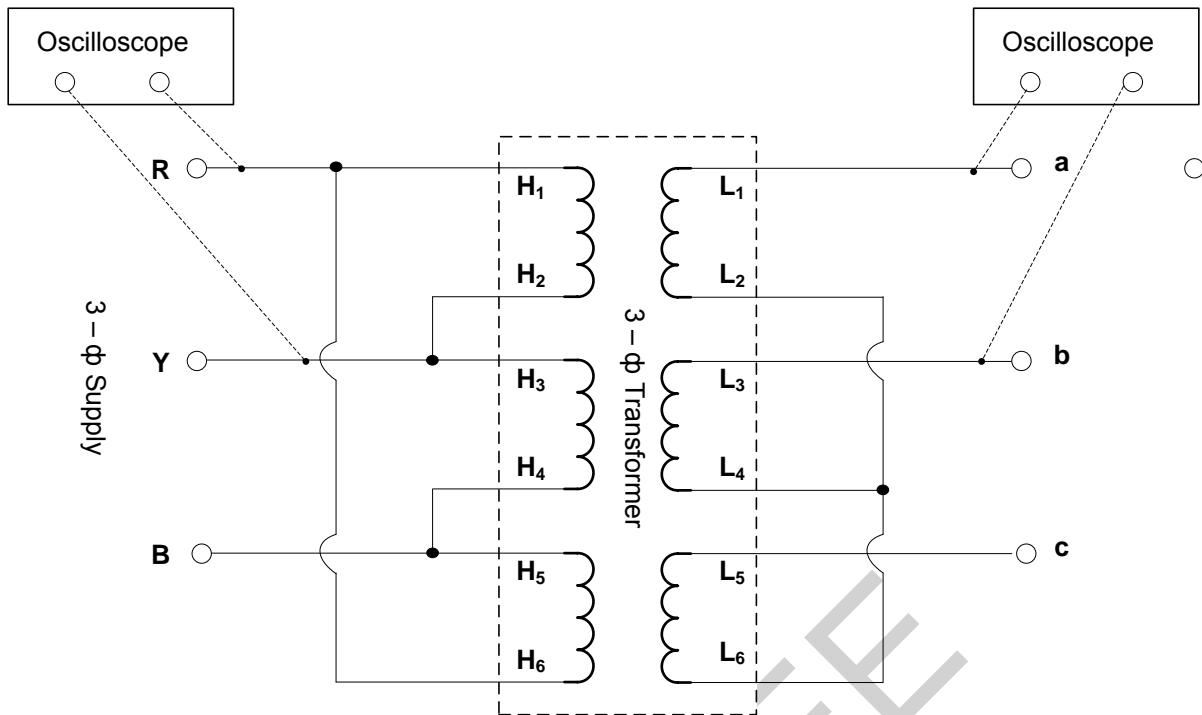 Oscilloscope
Oscilloscope
R
H₁
L₁
a
H₂
L₂
3 – ф Supply
3 – ф Transformer
Y
H₃
L₃
b
H₄
L₄
B
H₅
L₅
c
H₆
L₆